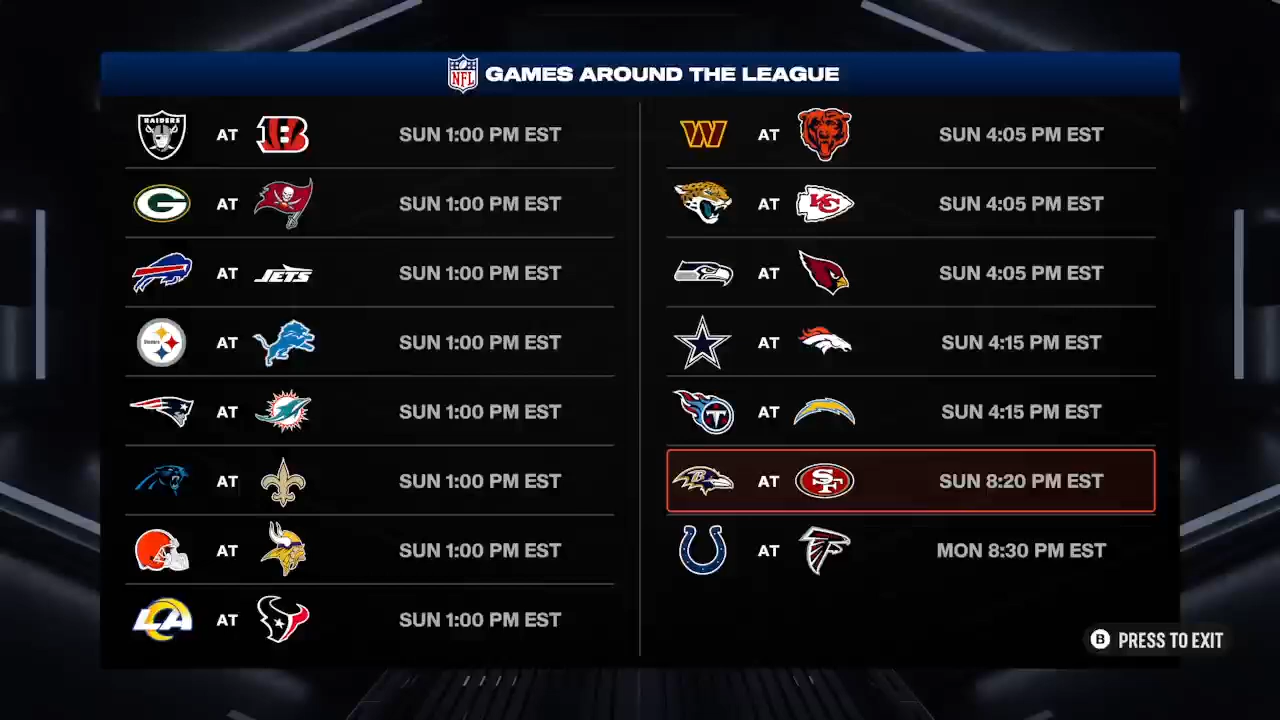 NFL GAMES AROUND THE LEAGUE
RAIDERS AT B SUN 1:00 PM EST
G AT SUN 1:00 PM EST
AT JETS SUN 1:00 PM EST
Steelers AT SUN 1:00 PM EST
AT SUN 1:00 PM EST
AT SUN 1:00 PM EST
AT SUN 1:00 PM EST
LA AT SUN 1:00 PM EST
W AT SUN 4:05 PM EST
AT KC SUN 4:05 PM EST
AT SUN 4:05 PM EST
AT SUN 4:15 PM EST
T AT SUN 4:15 PM EST
B AT SF SUN 8:20 PM EST
AT MON 8:30 PM EST
B PRESS TO EXIT